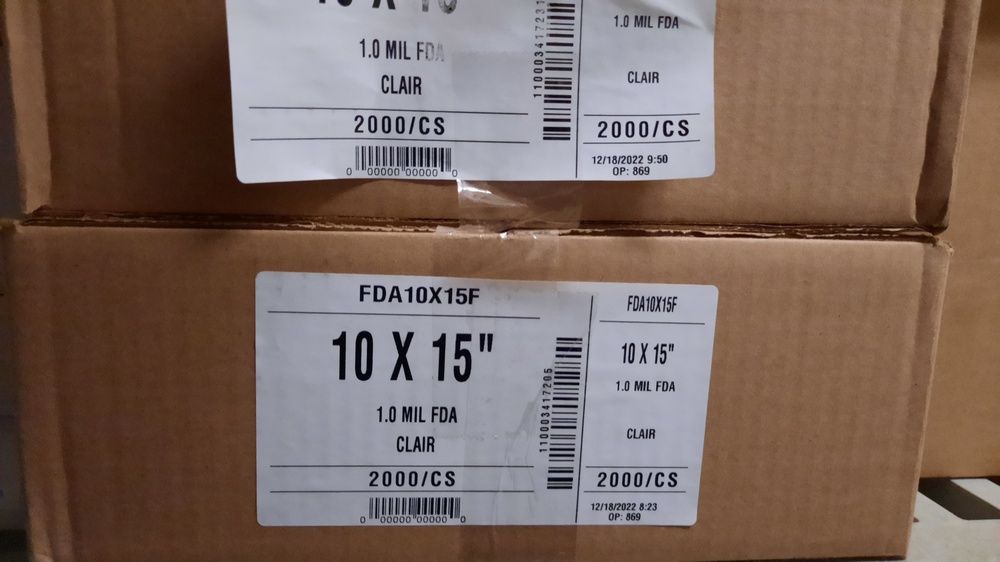 1.0 MIL FDA
CLAIR
2000/CS
0 00000 00000 0
110003417231
1.0 MIL FDA
CLAIR
2000/CS
12/18/2022 9:50
OP: 869
FDA10X15F
10 X 15"
1.0 MIL FDA
CLAIR
2000/CS
0 00000 00000 0
110003417205
FDA10X15F
10 X 15"
1.0 MIL FDA
CLAIR
2000/CS
12/18/2022 8:23
OP: 869